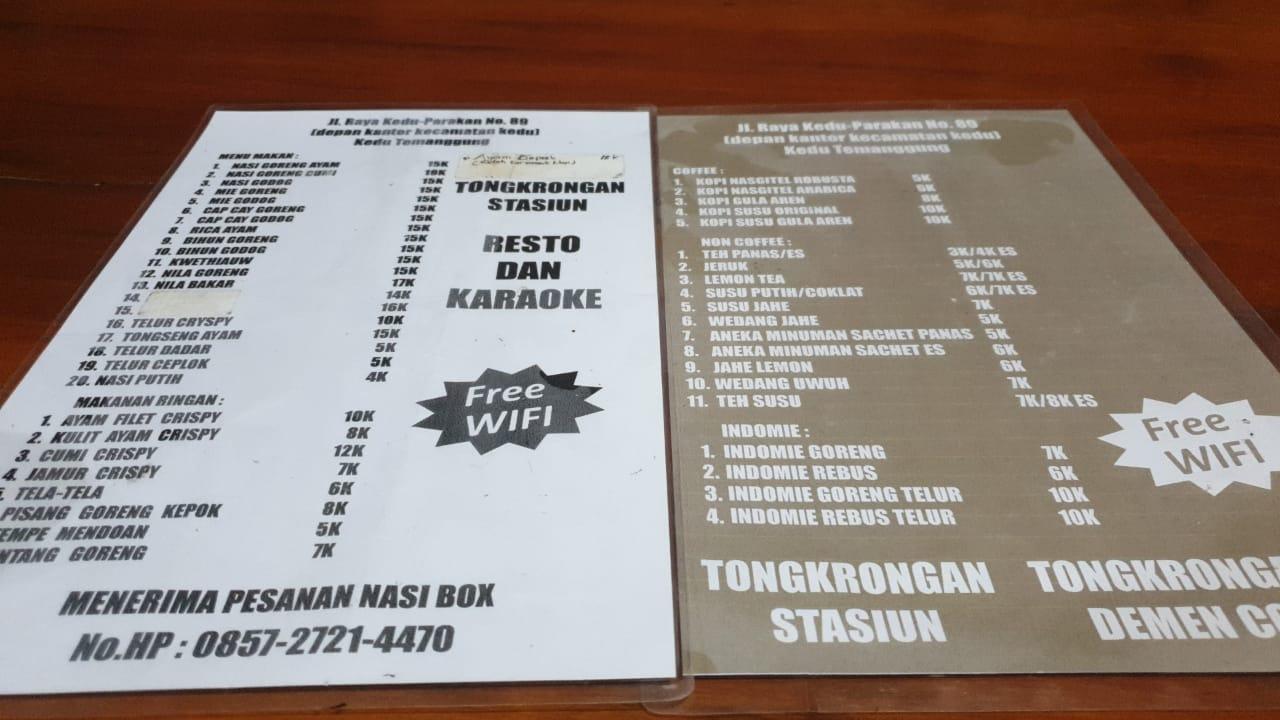 Jl. Raya Kedu-Parakan No. 89
(depan kantor kecamatan kedu)
Kedu Temanggung
MENU MAKAN :
1. NASI GORENG AYAM 15K
2. NASI GORENG CUMI 18K
3. NASI GODOG 15K
4. MIE GORENG 15K
5. MIE GODOG 15K
6. CAP CAY GORENG 15K
7. CAP CAY GODOG 15K
8. RICA AYAM 15K
9. BIHUN GORENG 15K
10. BIHUN GODOG 15K
11. KWETHIAUW 15K
12. NILA GORENG 15K
13. NILA BAKAR 17K
14. 14K
15. 16K
16. TELUR CRYSPY 10K
17. TONGSENG AYAM 15K
18. TELUR DADAR 5K
19. TELUR CEPLOK 5K
20. NASI PUTIH 4K
MAKANAN RINGAN :
1. AYAM FILET CRISPY 10K
2. KULIT AYAM CRISPY 8K
3. CUMI CRISPY 12K
4. JAMUR CRISPY 7K
TELA-TELA 6K
PISANG GORENG KEPOK 8K
EMPE MENDOAN 5K
NTANG GORENG 7K
Ayam
TONGKRONGAN
STASIUN
RESTO
DAN
KARAOKE
Free
WIFI
MENERIMA PESANAN NASI BOX
No.HP : 0857-2721-4470
Jl. Raya Kedu-Parakan No. 89
(depan kantor kecamatan kedu)
Kedu Temanggung
COFFEE :
1. KOPI NASGITEL ROBUSTA 5K
2. KOPI NASGITEL ARABICA 6K
3. KOPI GULA AREN 8K
4. KOPI SUSU ORIGINAL 10K
5. KOPI SUSU GULA AREN 10K
NON COFFEE :
1. TEH PANAS/ES 3K/4K ES
2. JERUK 5K/6K
3. LEMON TEA 7K/7K ES
4. SUSU PUTIH/COKLAT 6K/7K ES
5. SUSU JAHE 7K
6. WEDANG JAHE 5K
7. ANEKA MINUMAN SACHET PANAS 5K
8. ANEKA MINUMAN SACHET ES 6K
9. JAHE LEMON 6K
10. WEDANG UWUH 7K
11. TEH SUSU 7K/8K ES
INDOMIE :
1. INDOMIE GORENG 7K
2. INDOMIE REBUS 6K
3. INDOMIE GORENG TELUR 10K
4. INDOMIE REBUS TELUR 10K
Free
WIFI
TONGKRONGAN
STASIUN
TONGKRONGA
DEMEN CO